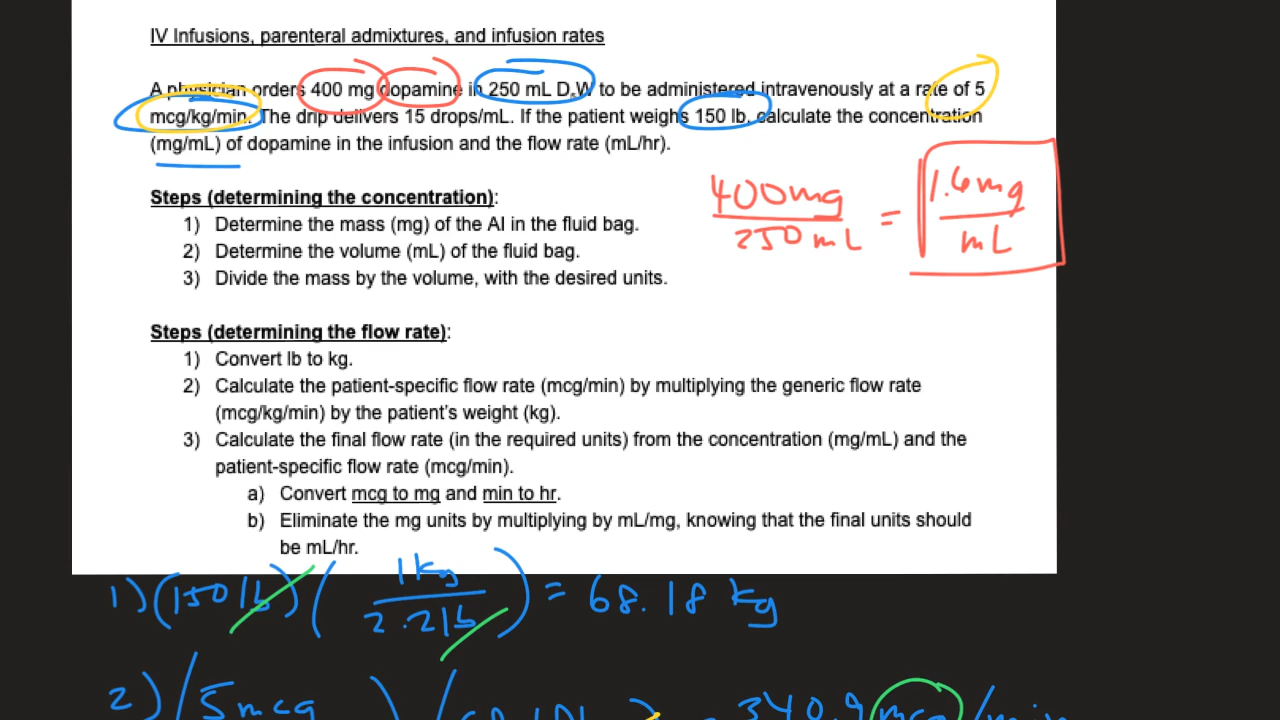 IV Infusions, parenteral admixtures, and infusion rates
A physician orders 400 mg dopamine in 250 mL D5W to be administered intravenously at a rate of 5
mcg/kg/min. The drip delivers 15 drops/mL. If the patient weighs 150 lb, calculate the concentration
(mg/mL) of dopamine in the infusion and the flow rate (mL/hr).
400mg / 250 mL = 1.6mg / mL
Steps (determining the concentration):
1) Determine the mass (mg) of the AI in the fluid bag.
2) Determine the volume (mL) of the fluid bag.
3) Divide the mass by the volume, with the desired units.
Steps (determining the flow rate):
1) Convert lb to kg.
2) Calculate the patient-specific flow rate (mcg/min) by multiplying the generic flow rate
(mcg/kg/min) by the patient's weight (kg).
3) Calculate the final flow rate (in the required units) from the concentration (mg/mL) and the
patient-specific flow rate (mcg/min).
a) Convert mcg to mg and min to hr.
b) Eliminate the mg units by multiplying by mL/mg, knowing that the final units should
be mL/hr.
1) (150 lb) (1kg / 2.2 lb) = 68.18 kg
2) (5 mcg ) ( = 340.9 mcg/min